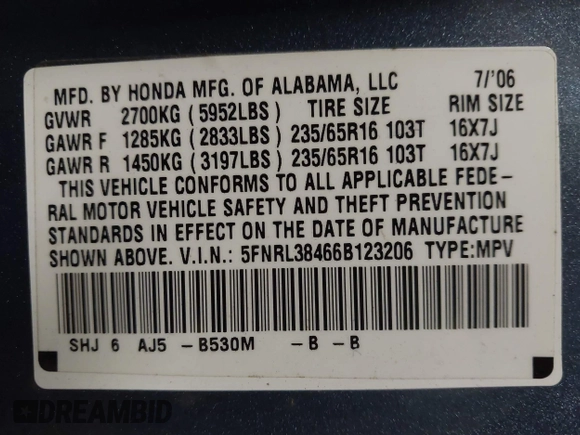 MFD. BY HONDA MFG. OF ALABAMA, LLC 7/'06
GVWR 2700KG (5952LBS) TIRE SIZE RIM SIZE
GAWR F 1285KG (2833LBS) 235/65R16 103T 16X7J
GAWR R 1450KG (3197LBS) 235/65R16 103T 16X7J
THIS VEHICLE CONFORMS TO ALL APPLICABLE FEDE-
RAL MOTOR VEHICLE SAFETY AND THEFT PREVENTION
STANDARDS IN EFFECT ON THE DATE OF MANUFACTURE
SHOWN ABOVE. V.I.N.: 5FNRL38466B123206 TYPE:MPV
SHJ 6 AJ5 -B530M -B -B
DREAMBID